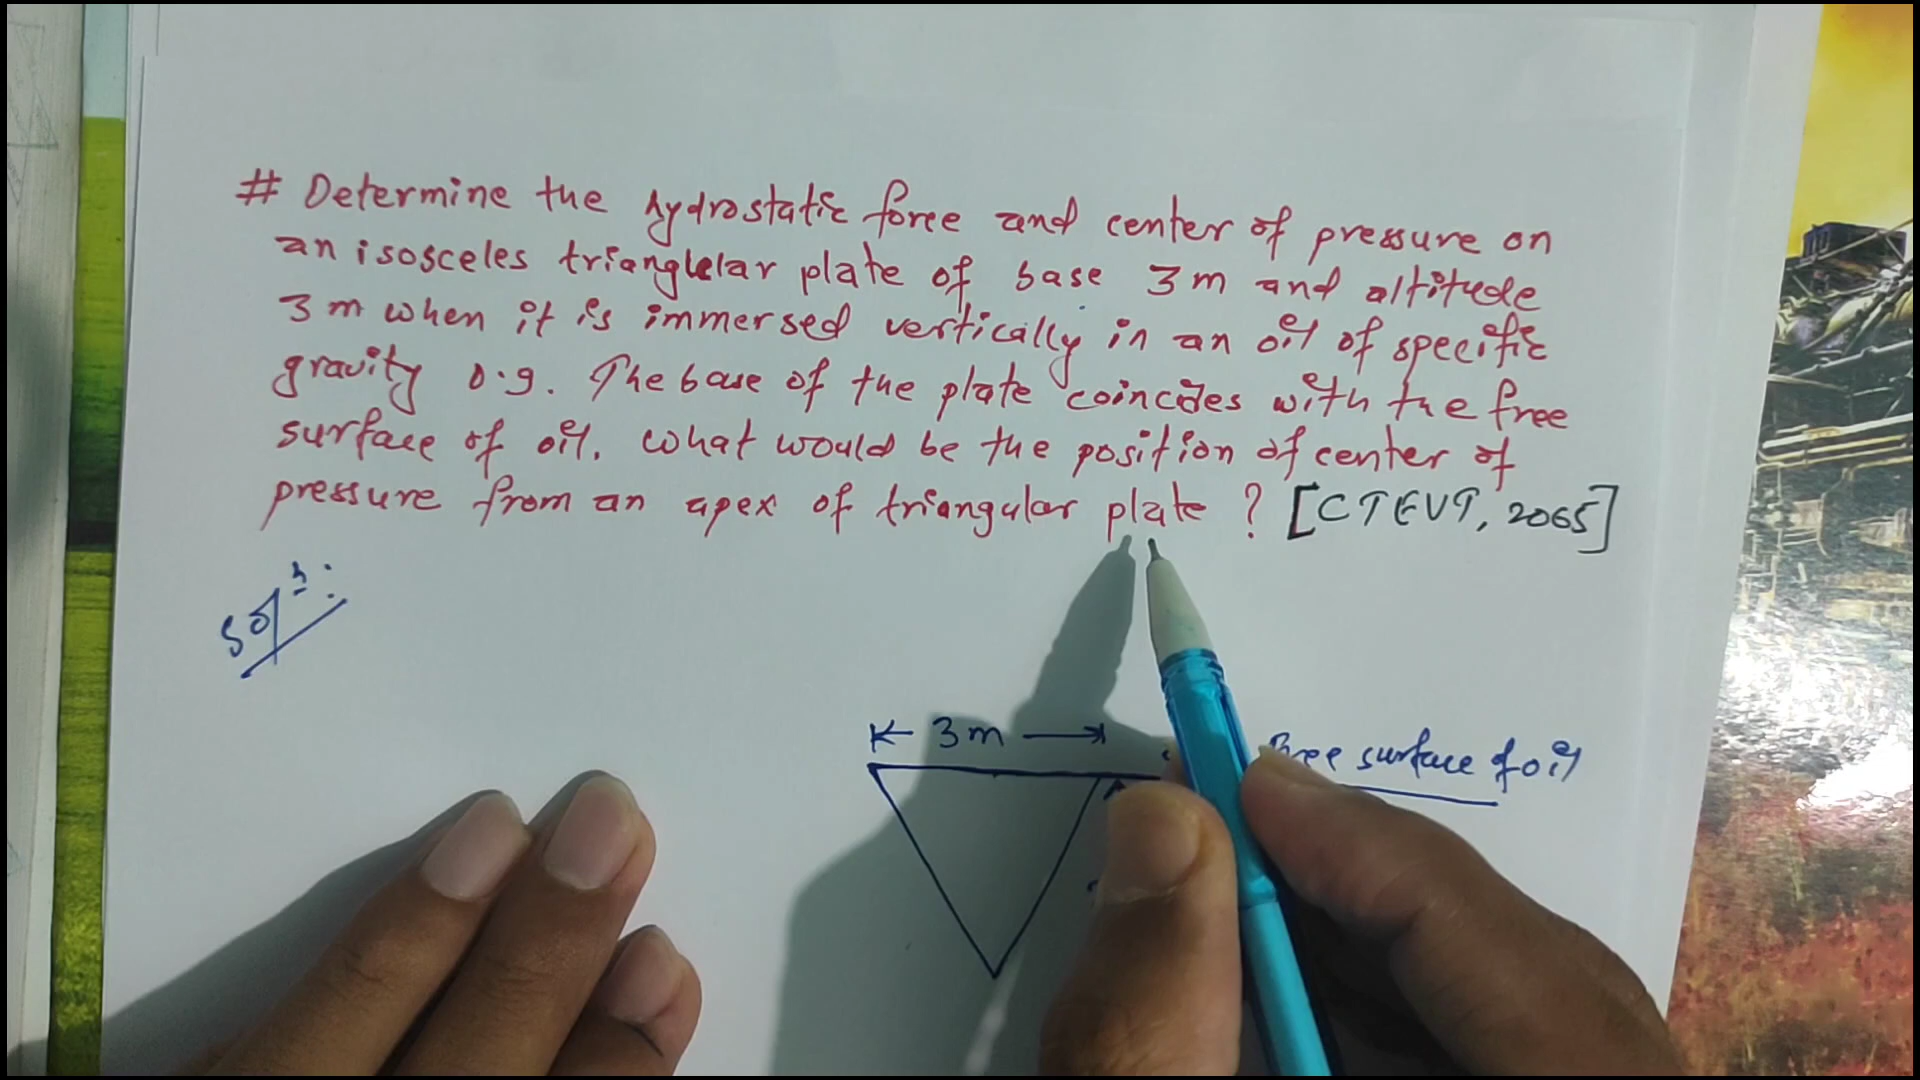 # Determine the hydrostatic force and center of pressure on
an isosceles triangular plate of base 3m and altitude
3 m when it is immersed vertically in an oil of specific
gravity 0.9. The base of the plate coincides with the free
surface of oil. What would be the position of center of
pressure from an apex of triangular plate ? [CTEVT, 2065]
Solⁿ:
3m
Free surface of oil